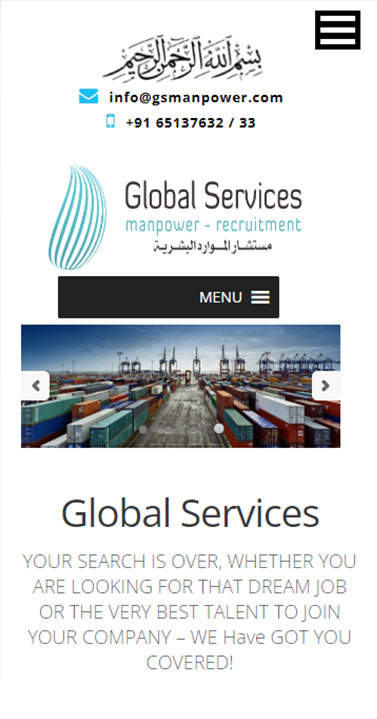 بسم الله الرحمن الرحيم
info@gsmanpower.com
+91 65137632 / 33
Global Services
manpower - recruitment
مستشار الموارد البشرية
MENU
Global Services
YOUR SEARCH IS OVER, WHETHER YOU
ARE LOOKING FOR THAT DREAM JOB
OR THE VERY BEST TALENT TO JOIN
YOUR COMPANY – WE Have GOT YOU
COVERED!